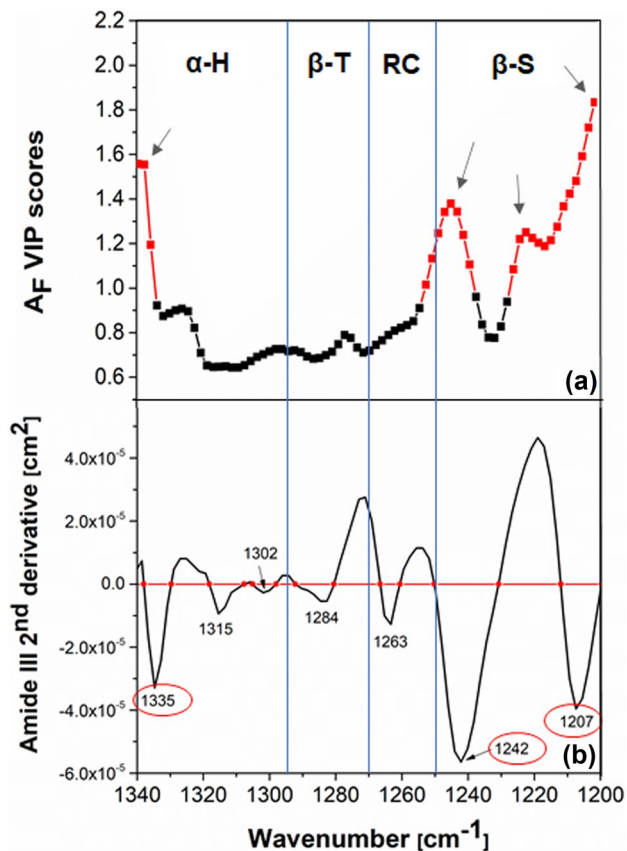 2.2
2.0
1.8
1.6
1.4
1.2
1.0
0.8
0.6
A_F VIP scores
α-H β-T RC β-S
(a)
4.0x10⁻⁵
2.0x10⁻⁵
0.0
-2.0x10⁻⁵
-4.0x10⁻⁵
-6.0x10⁻⁵
Amide III 2ⁿᵈ derivative [cm²]
1302
1315
1284
1263
1335
1242
1207
(b)
1340 1320 1300 1280 1260 1240 1220 1200
Wavenumber [cm⁻¹]